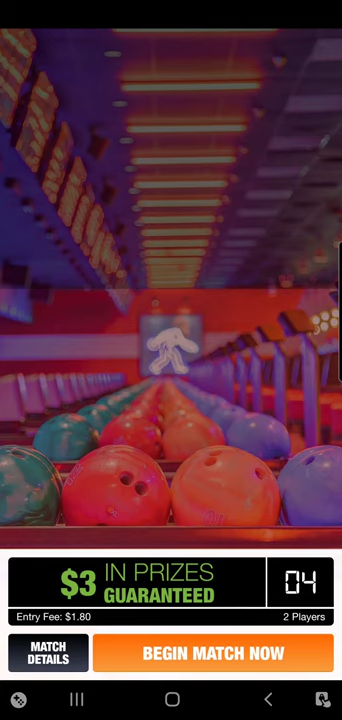 $3 IN PRIZES
GUARANTEED
04
Entry Fee: $1.80
2 Players
MATCH
DETAILS
BEGIN MATCH NOW